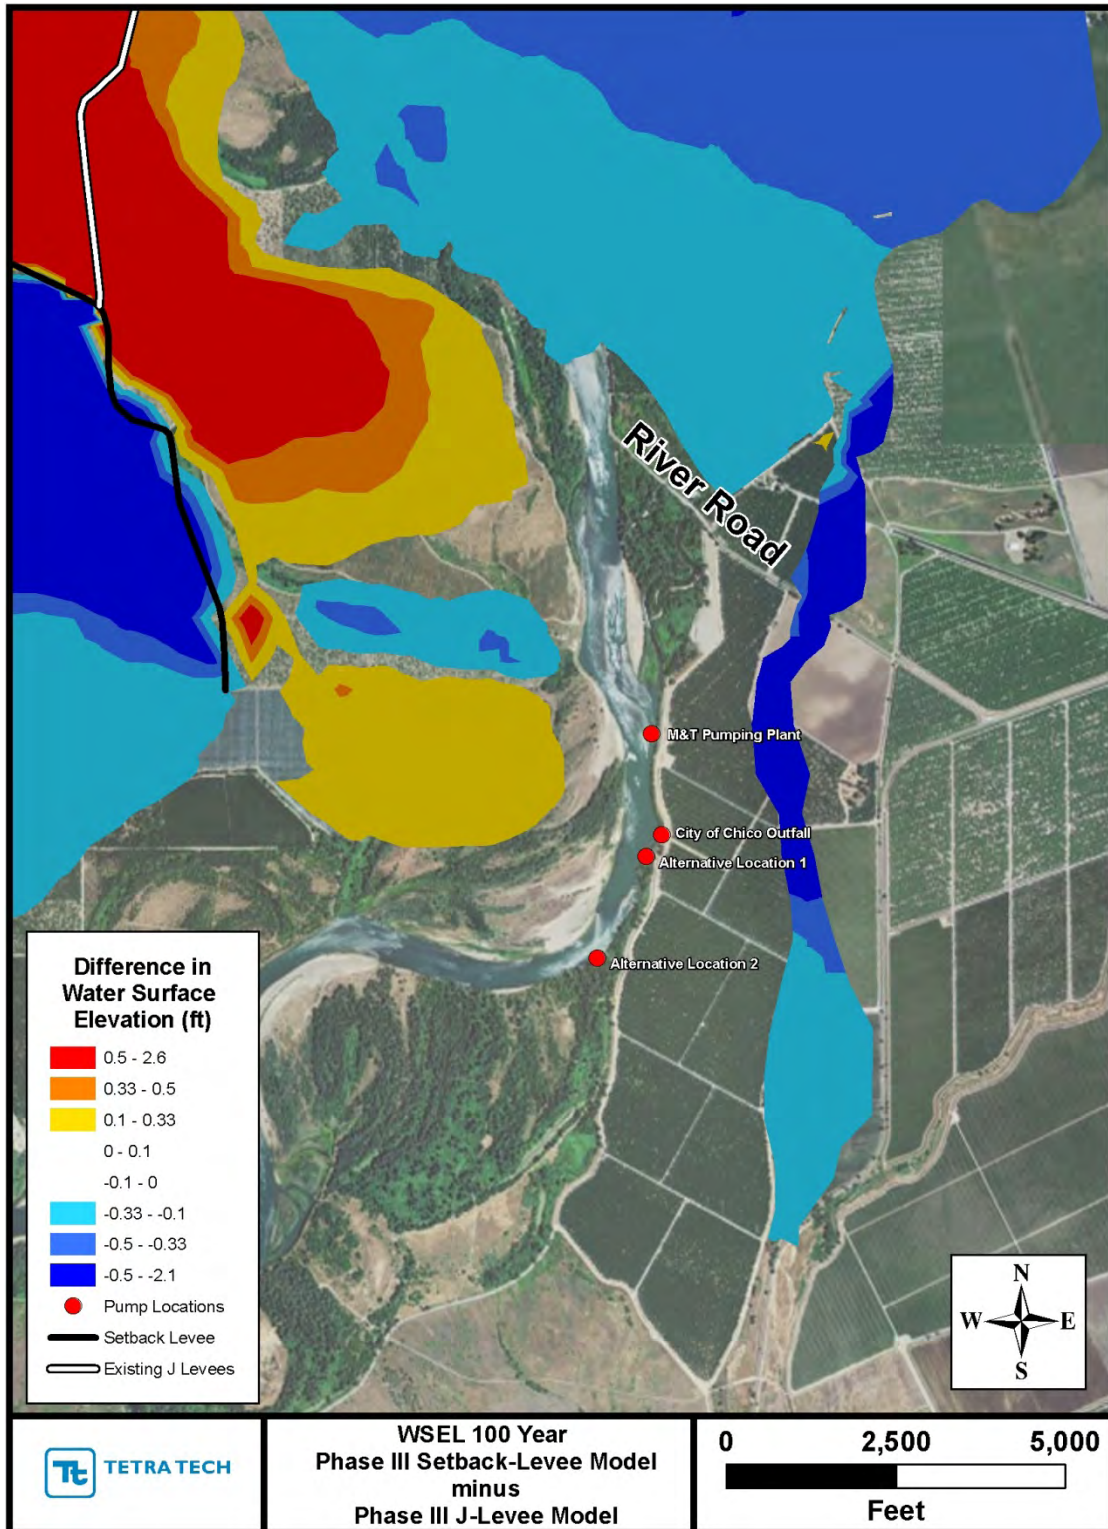 River Road
M&T Pumping Plant
City of Chico Outfall
Alternative Location 1
Alternative Location 2
Difference in
Water Surface
Elevation (ft)
0.5 - 2.6
0.33 - 0.5
0.1 - 0.33
0 - 0.1
-0.1 - 0
-0.33 - -0.1
-0.5 - -0.33
-0.5 - -2.1
Pump Locations
Setback Levee
Existing J Levees
N
W E
S
Tt TETRA TECH
WSEL 100 Year
Phase III Setback-Levee Model
minus
Phase III J-Levee Model
0 2,500 5,000
Feet